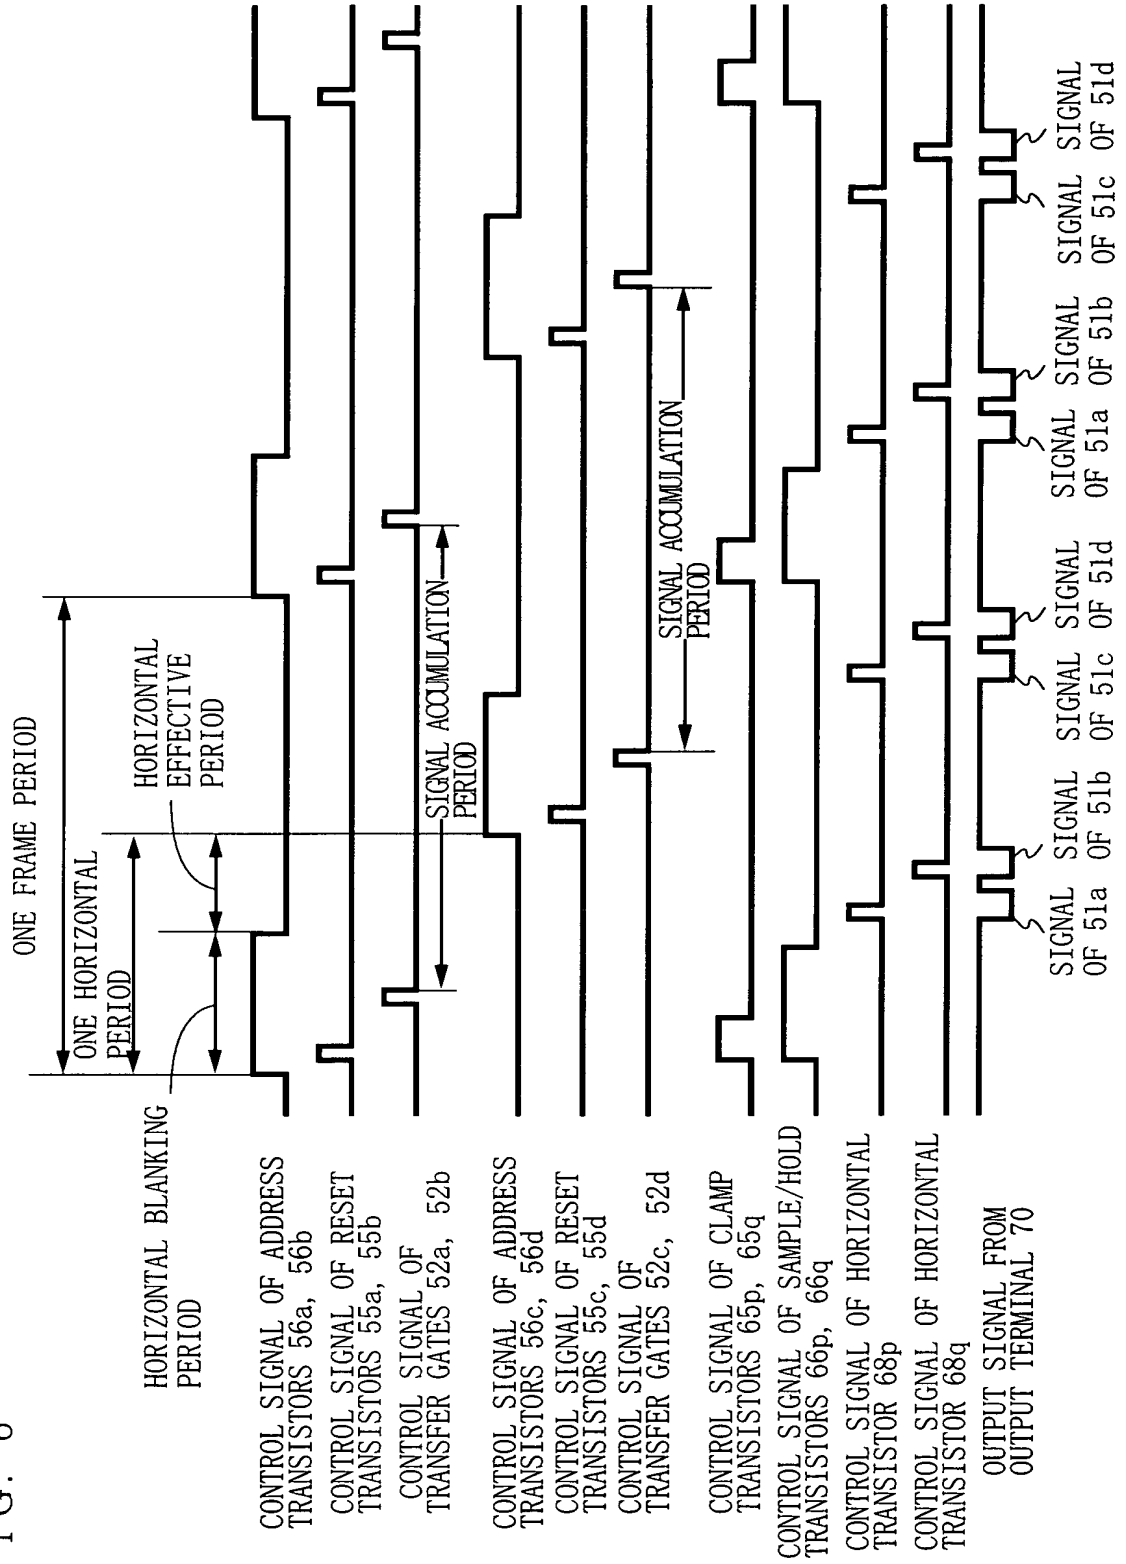 FIG. 6
ONE FRAME PERIOD
ONE HORIZONTAL
PERIOD
HORIZONTAL
EFFECTIVE
PERIOD
HORIZONTAL BLANKING
PERIOD
CONTROL SIGNAL OF ADDRESS
TRANSISTORS 56a, 56b
CONTROL SIGNAL OF RESET
TRANSISTORS 55a, 55b
CONTROL SIGNAL OF
TRANSFER GATES 52a, 52b
SIGNAL ACCUMULATION
PERIOD
CONTROL SIGNAL OF ADDRESS
TRANSISTORS 56c, 56d
CONTROL SIGNAL OF RESET
TRANSISTORS 55c, 55d
CONTROL SIGNAL OF
TRANSFER GATES 52c, 52d
SIGNAL ACCUMULATION
PERIOD
CONTROL SIGNAL OF CLAMP
TRANSISTORS 65p, 65q
CONTROL SIGNAL OF SAMPLE/HOLD
TRANSISTORS 66p, 66q
CONTROL SIGNAL OF HORIZONTAL
TRANSISTOR 68p
CONTROL SIGNAL OF HORIZONTAL
TRANSISTOR 68q
OUTPUT SIGNAL FROM
OUTPUT TERMINAL 70
SIGNAL
OF 51a
SIGNAL
OF 51b
SIGNAL
OF 51c
SIGNAL
OF 51d
SIGNAL
OF 51a
SIGNAL
OF 51b
SIGNAL
OF 51c
SIGNAL
OF 51d